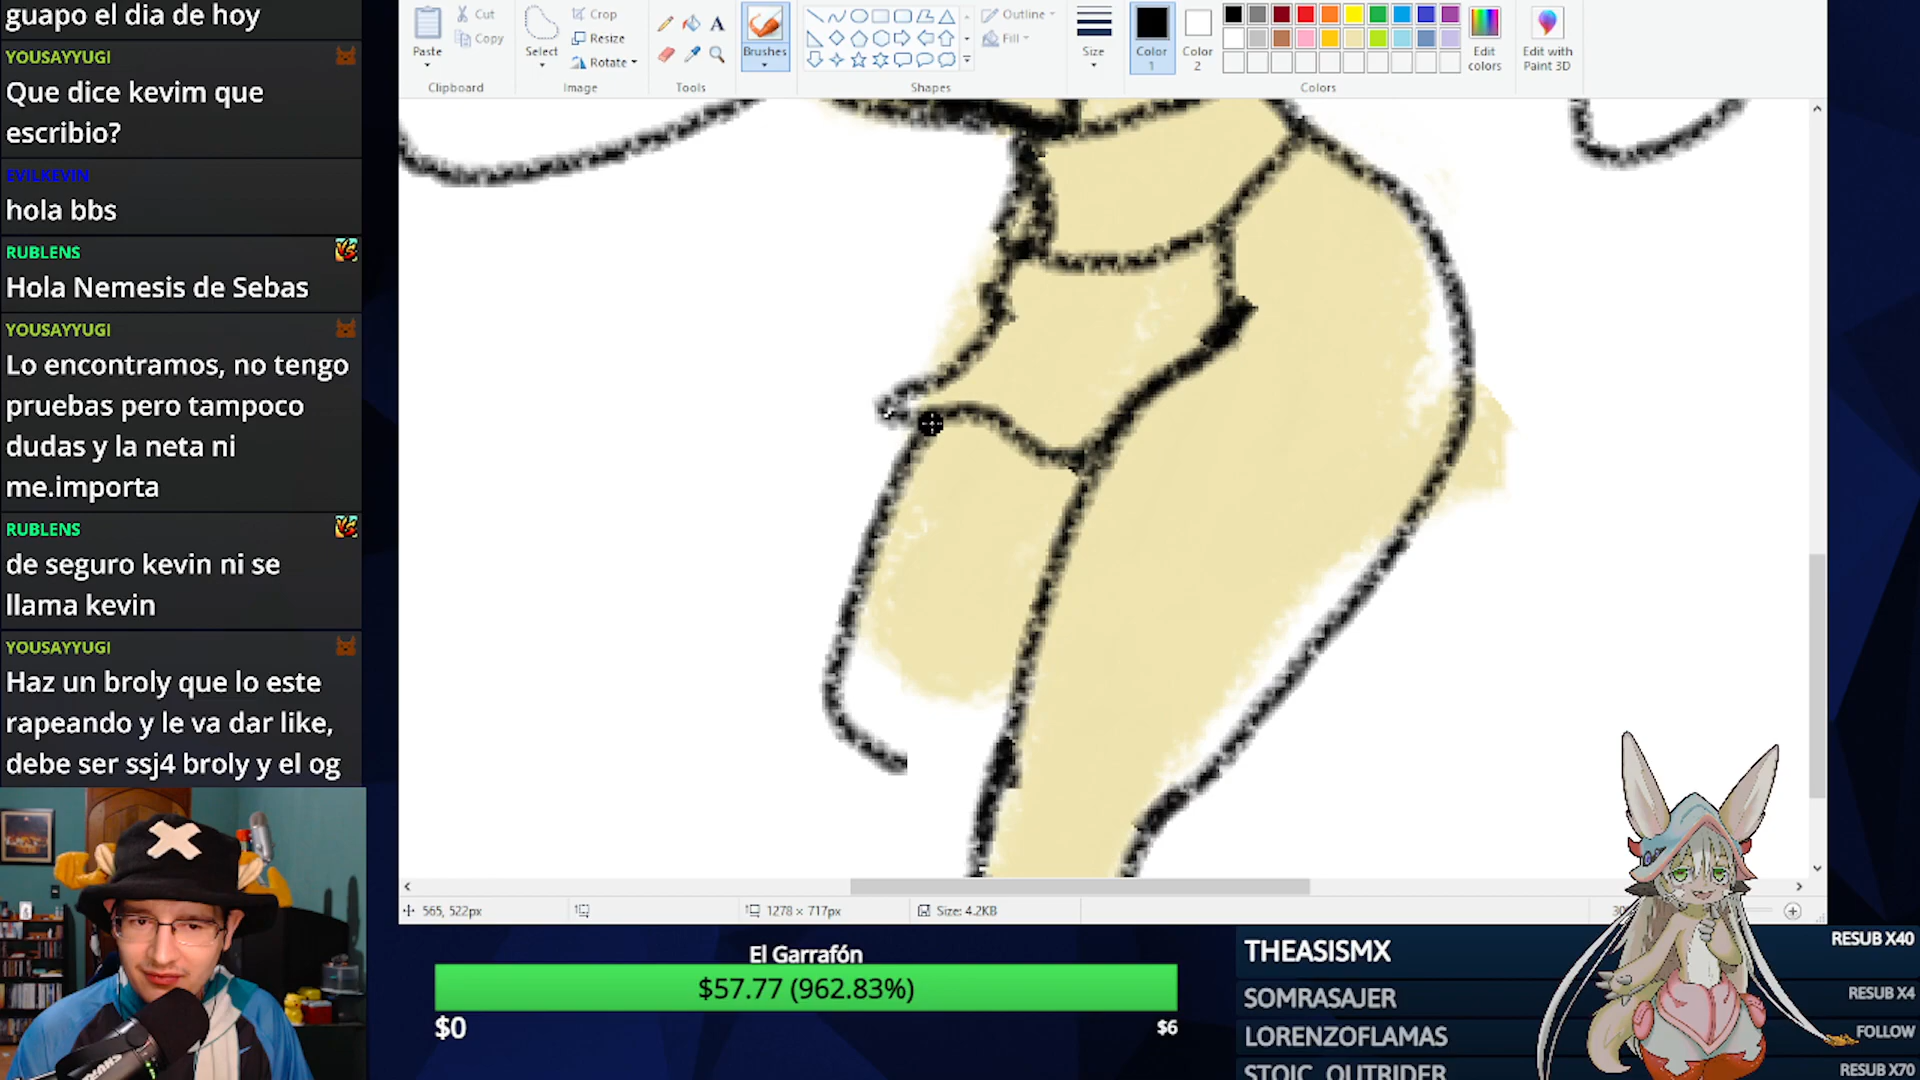 guapo el dia de hoy
YOUSAYYUGI
Que dice kevim que
escribio?
EVILKEVIN
hola bbs
RUBLENS
Hola Nemesis de Sebas
YOUSAYYUGI
Lo encontramos, no tengo
pruebas pero tampoco
dudas y la neta ni
me.importa
RUBLENS
de seguro kevin ni se
llama kevin
YOUSAYYUGI
Haz un broly que lo este
rapeando y le va dar like,
debe ser ssj4 broly y el og
Paste
Cut
Copy
Clipboard
Select
Crop
Resize
Rotate
Image
A
Tools
Brushes
Outline
Fill
Shapes
Size
Color
1
Color
2
Edit
colors
Colors
Edit with
Paint 3D
565, 522px
1278 × 717px
Size: 4.2KB
El Garrafón
$57.77 (962.83%)
$0
$6
THEASISMX
RESUB X40
SOMRASAJER
RESUB X4
LORENZOFLAMAS
FOLLOW
STOIC_OUTRIDER
RESUB X70